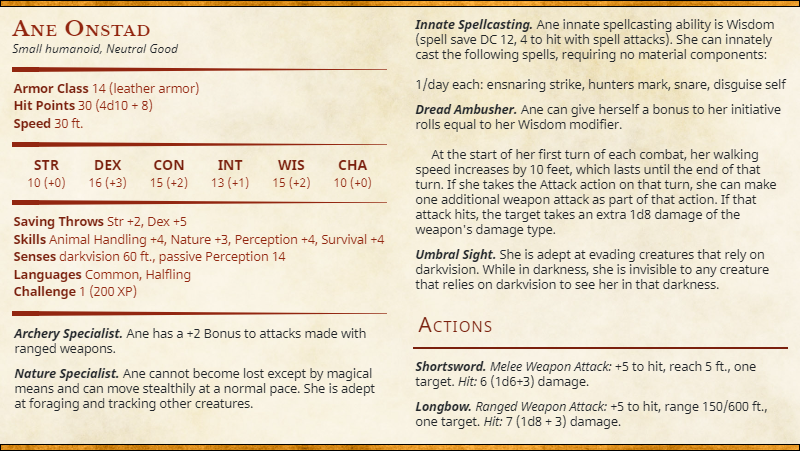 Ane Onstad
Small humanoid, Neutral Good
Armor Class 14 (leather armor)
Hit Points 30 (4d10 + 8)
Speed 30 ft.
STR DEX CON INT WIS CHA
10 (+0) 16 (+3) 15 (+2) 13 (+1) 15 (+2) 10 (+0)
Saving Throws Str +2, Dex +5
Skills Animal Handling +4, Nature +3, Perception +4, Survival +4
Senses darkvision 60 ft., passive Perception 14
Languages Common, Halfling
Challenge 1 (200 XP)
Archery Specialist. Ane has a +2 Bonus to attacks made with
ranged weapons.
Nature Specialist. Ane cannot become lost except by magical
means and can move stealthily at a normal pace. She is adept
at foraging and tracking other creatures.
Innate Spellcasting. Ane innate spellcasting ability is Wisdom
(spell save DC 12, 4 to hit with spell attacks). She can innately
cast the following spells, requiring no material components:
1/day each: ensnaring strike, hunters mark, snare, disguise self
Dread Ambusher. Ane can give herself a bonus to her initiative
rolls equal to her Wisdom modifier.
At the start of her first turn of each combat, her walking
speed increases by 10 feet, which lasts until the end of that
turn. If she takes the Attack action on that turn, she can make
one additional weapon attack as part of that action. If that
attack hits, the target takes an extra 1d8 damage of the
weapon's damage type.
Umbral Sight. She is adept at evading creatures that rely on
darkvision. While in darkness, she is invisible to any creature
that relies on darkvision to see her in that darkness.
Actions
Shortsword. Melee Weapon Attack: +5 to hit, reach 5 ft., one
target. Hit: 6 (1d6+3) damage.
Longbow. Ranged Weapon Attack: +5 to hit, range 150/600 ft.,
one target. Hit: 7 (1d8 + 3) damage.